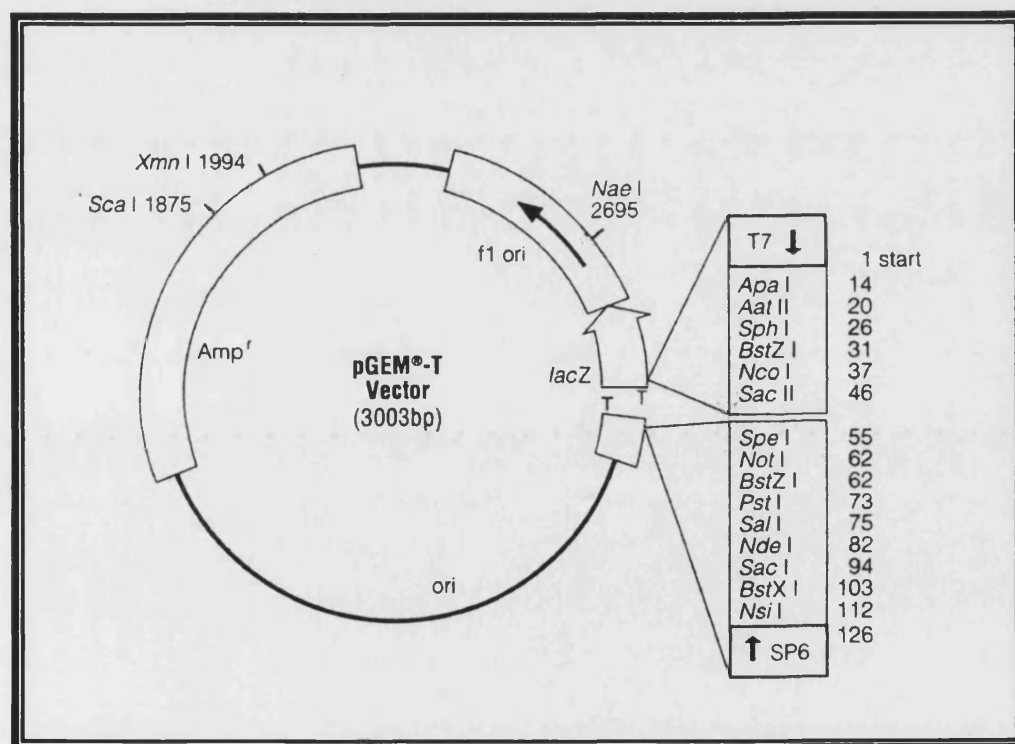 Xmn I 1994
Sca I 1875
Nae I
2695
f1 ori
Amp r
pGEM®-T
Vector
(3003bp)
lacZ
T T
ori
T7 ↓
1 start
Apa I 14
Aat II 20
Sph I 26
BstZ I 31
Nco I 37
Sac II 46
Spe I 55
Not I 62
BstZ I 62
Pst I 73
Sal I 75
Nde I 82
Sac I 94
BstX I 103
Nsi I 112
126
↑ SP6